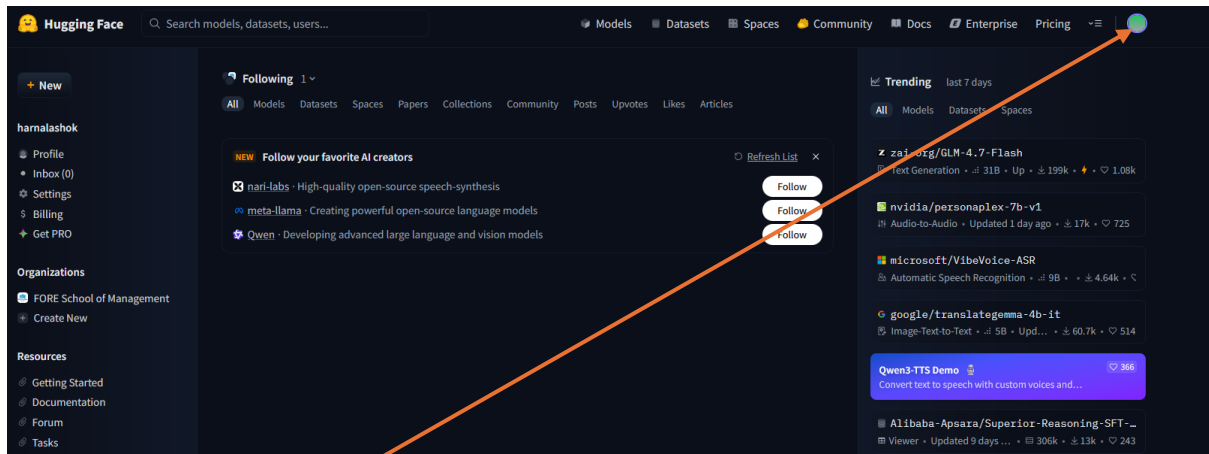 Hugging Face
Search models, datasets, users...
Models
Datasets
Spaces
Community
Docs
Enterprise
Pricing
+ New
harnalashok
Profile
Inbox (0)
Settings
$ Billing
Get PRO
Organizations
FORE School of Management
+ Create New
Resources
Getting Started
Documentation
Forum
Tasks
Following 1
All Models Datasets Spaces Papers Collections Community Posts Upvotes Likes Articles
NEW Follow your favorite AI creators
Refresh List ×
nari-labs · High-quality open-source speech-synthesis
Follow
meta-llama · Creating powerful open-source language models
Follow
Qwen · Developing advanced large language and vision models
Follow
Trending last 7 days
All Models Datasets Spaces
zai-org/GLM-4.7-Flash
Text Generation • 31B • Up • 199k • • 1.08k
nvidia/personaplex-7b-v1
Audio-to-Audio • Updated 1 day ago • 17k • 725
microsoft/VibeVoice-ASR
Automatic Speech Recognition • 9B • • 4.64k •
google/translategemma-4b-it
Image-Text-to-Text • 5B • Upd... • 60.7k • 514
Qwen3-TTS Demo
366
Convert text to speech with custom voices and...
Alibaba-Apsara/Superior-Reasoning-SFT-…
Viewer • Updated 9 days ... • 306k • 13k • 243